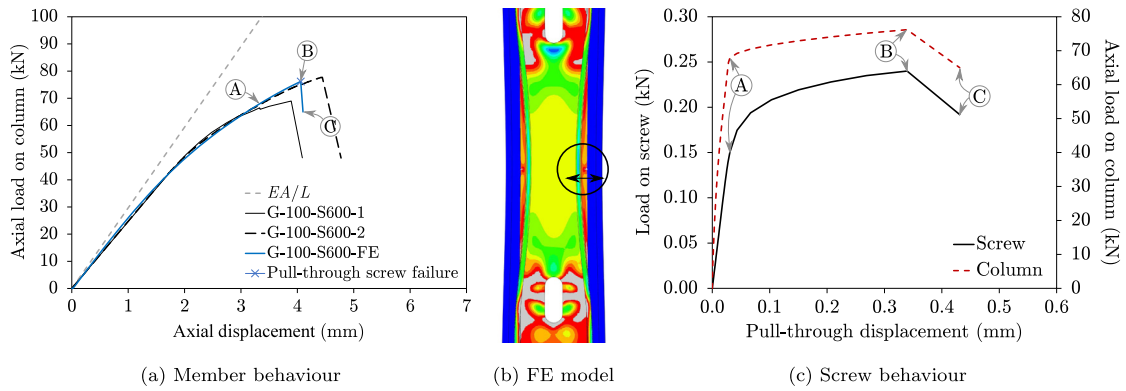 Axial load on column (kN)
100
90
80
70
60
50
40
30
20
10
0
A
B
C
EA/L
G-100-S600-1
G-100-S600-2
G-100-S600-FE
Pull-through screw failure
0 1 2 3 4 5 6 7
Axial displacement (mm)
(a) Member behaviour
(b) FE model
Load on screw (kN)
0.30
0.25
0.20
0.15
0.10
0.05
0.00
A
B
C
Screw
Column
80
70
60
50
40
30
20
10
0
Axial load on column
(kN)
0.0 0.1 0.2 0.3 0.4 0.5 0.6
Pull-through displacement (mm)
(c) Screw behaviour